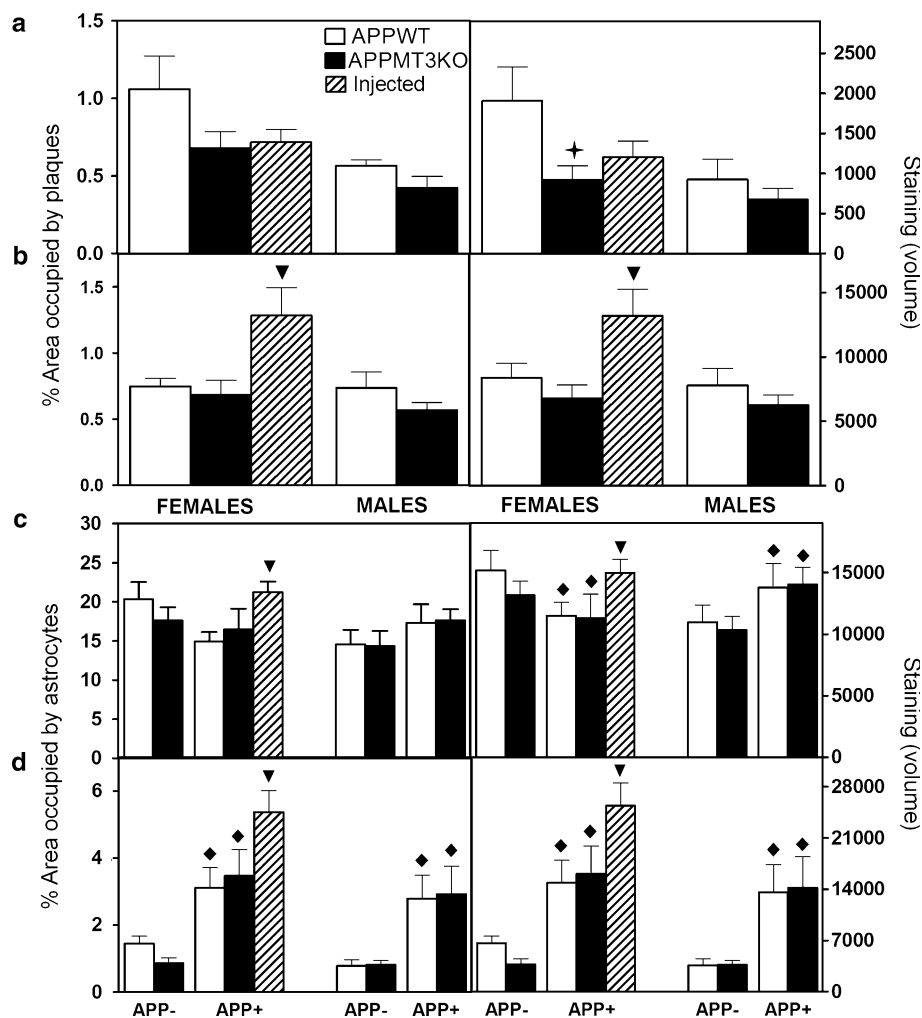 a
1.5
1.0
0.5
0.0
APPWT
APPMT3KO
Injected
2500
2000
1500
1000
500
0
% Area occupied by plaques
Staining (volume)
b
1.5
1.0
0.5
0.0
15000
10000
5000
0
FEMALES MALES FEMALES MALES
c
30
25
20
15
10
5
0
15000
10000
5000
0
% Area occupied by astrocytes
Staining (volume)
d
6
4
2
0
28000
21000
14000
7000
0
APP- APP+ APP- APP+ APP- APP+ APP- APP+